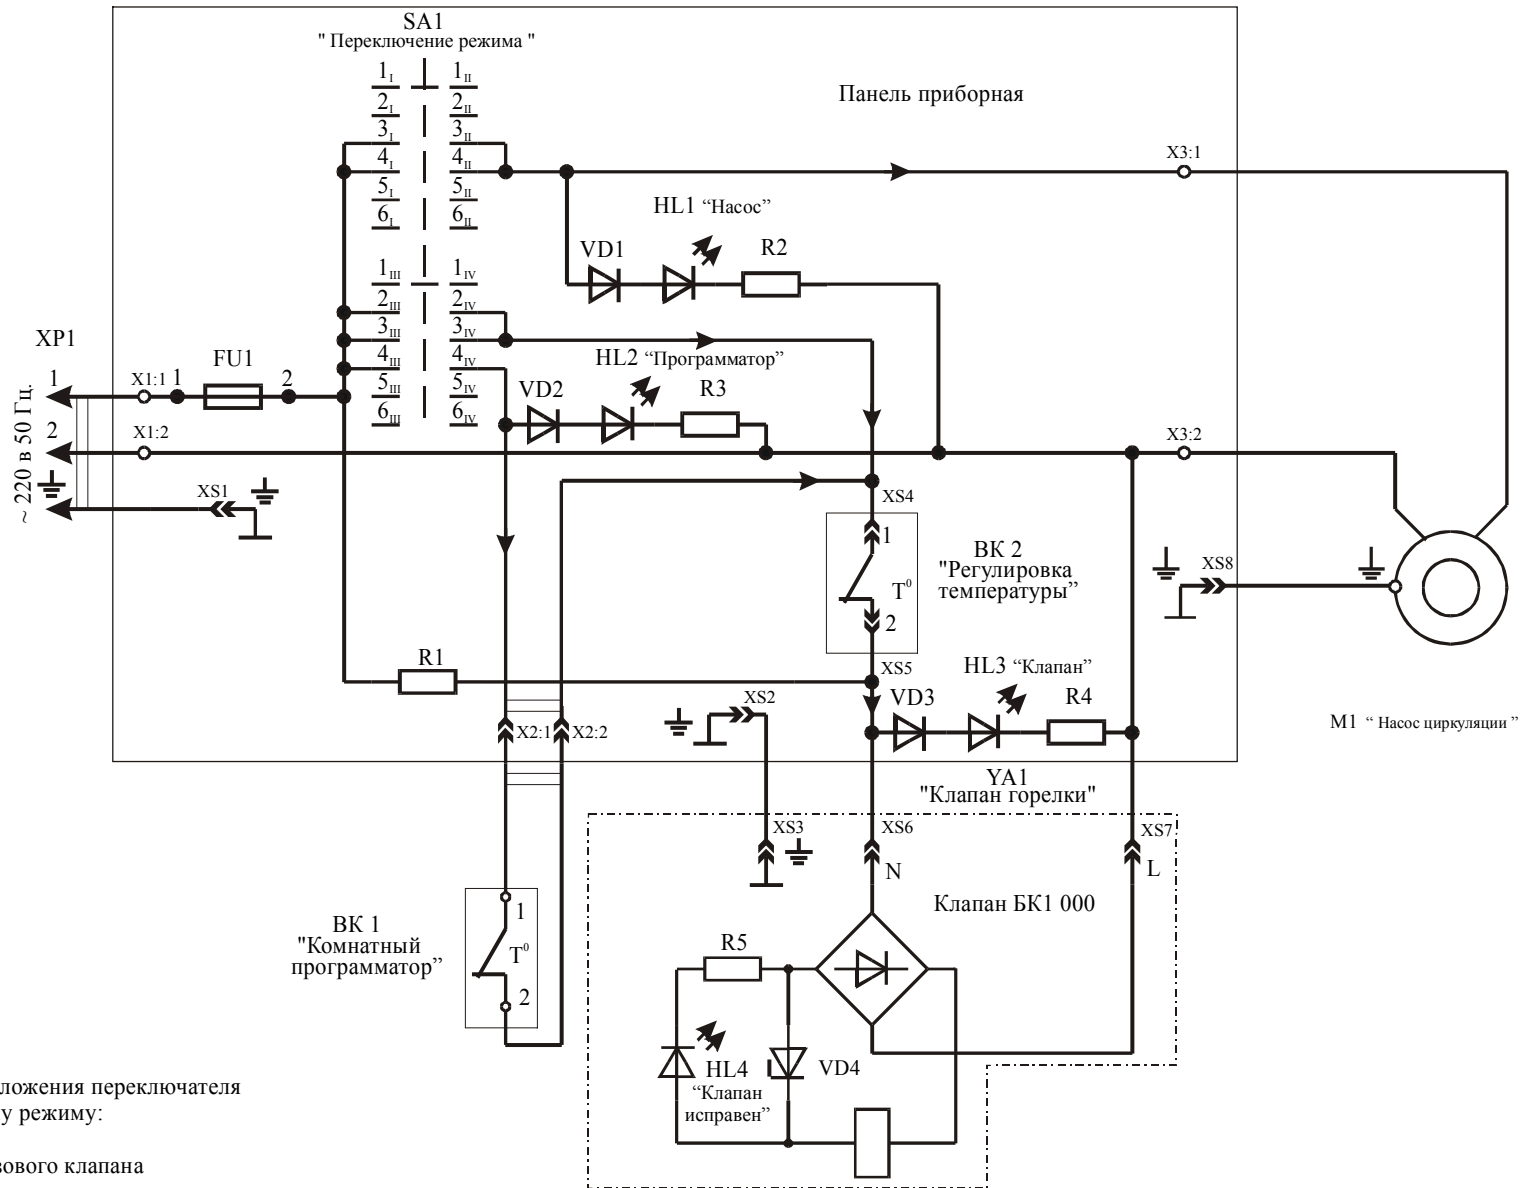 SA1
" Переключение режима "
1I 1II
2I 2II
3I 3II
4I 4II
5I 5II
6I 6II
Панель приборная
X3:1
HL1 “Насос”
VD1
R2
1III 1IV
2III 2IV
3III 3IV
4III 4IV
5III 5IV
6III 6IV
XP1
FU1
HL2 “Программатор”
VD2
R3
1
X1:1
1
2
2
X1:2
X3:2
~ 220 в 50 Гц.
XS1
XS4
1
T0
2
ВК 2
"Регулировка
температуры”
XS8
R1
XS5
HL3 “Клапан”
VD3
R4
XS2
X2:1
X2:2
М1 “ Насос циркуляции ”
YA1
"Клапан горелки"
XS3
XS6
XS7
N
L
Клапан БК1 000
ВК 1
"Комнатный
программатор”
1
T0
2
R5
HL4
“Клапан
исправен”
VD4
ложения переключателя
у режиму:
зового клапана